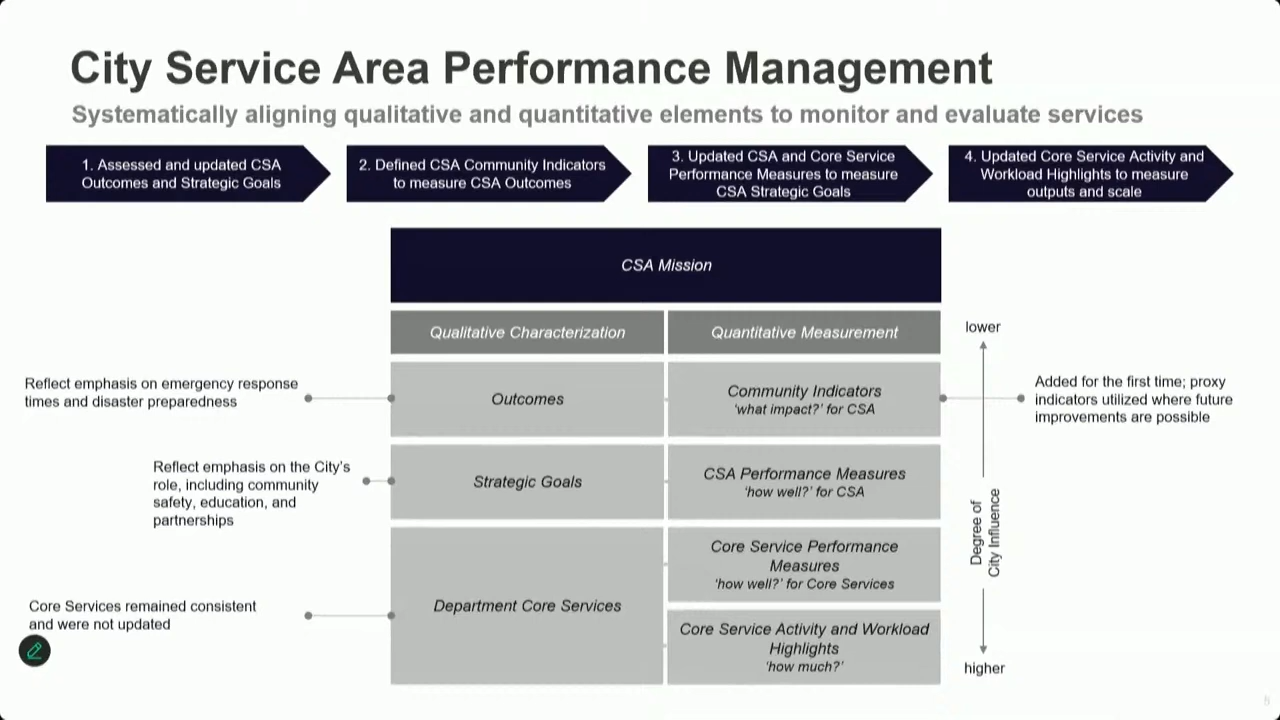 City Service Area Performance Management
Systematically aligning qualitative and quantitative elements to monitor and evaluate services
1. Assessed and updated CSA
Outcomes and Strategic Goals
2. Defined CSA Community Indicators
to measure CSA Outcomes
3. Updated CSA and Core Service
Performance Measures to measure
CSA Strategic Goals
4. Updated Core Service Activity and
Workload Highlights to measure
outputs and scale
CSA Mission
Qualitative Characterization
Quantitative Measurement
lower
Reflect emphasis on emergency response
times and disaster preparedness
Outcomes
Community Indicators
'what impact?' for CSA
Added for the first time; proxy
indicators utilized where future
improvements are possible
Reflect emphasis on the City's
role, including community
safety, education, and
partnerships
Strategic Goals
CSA Performance Measures
'how well?' for CSA
Degree of
City Influence
Core Services remained consistent
and were not updated
Department Core Services
Core Service Performance
Measures
'how well?' for Core Services
Core Service Activity and Workload
Highlights
'how much?'
higher